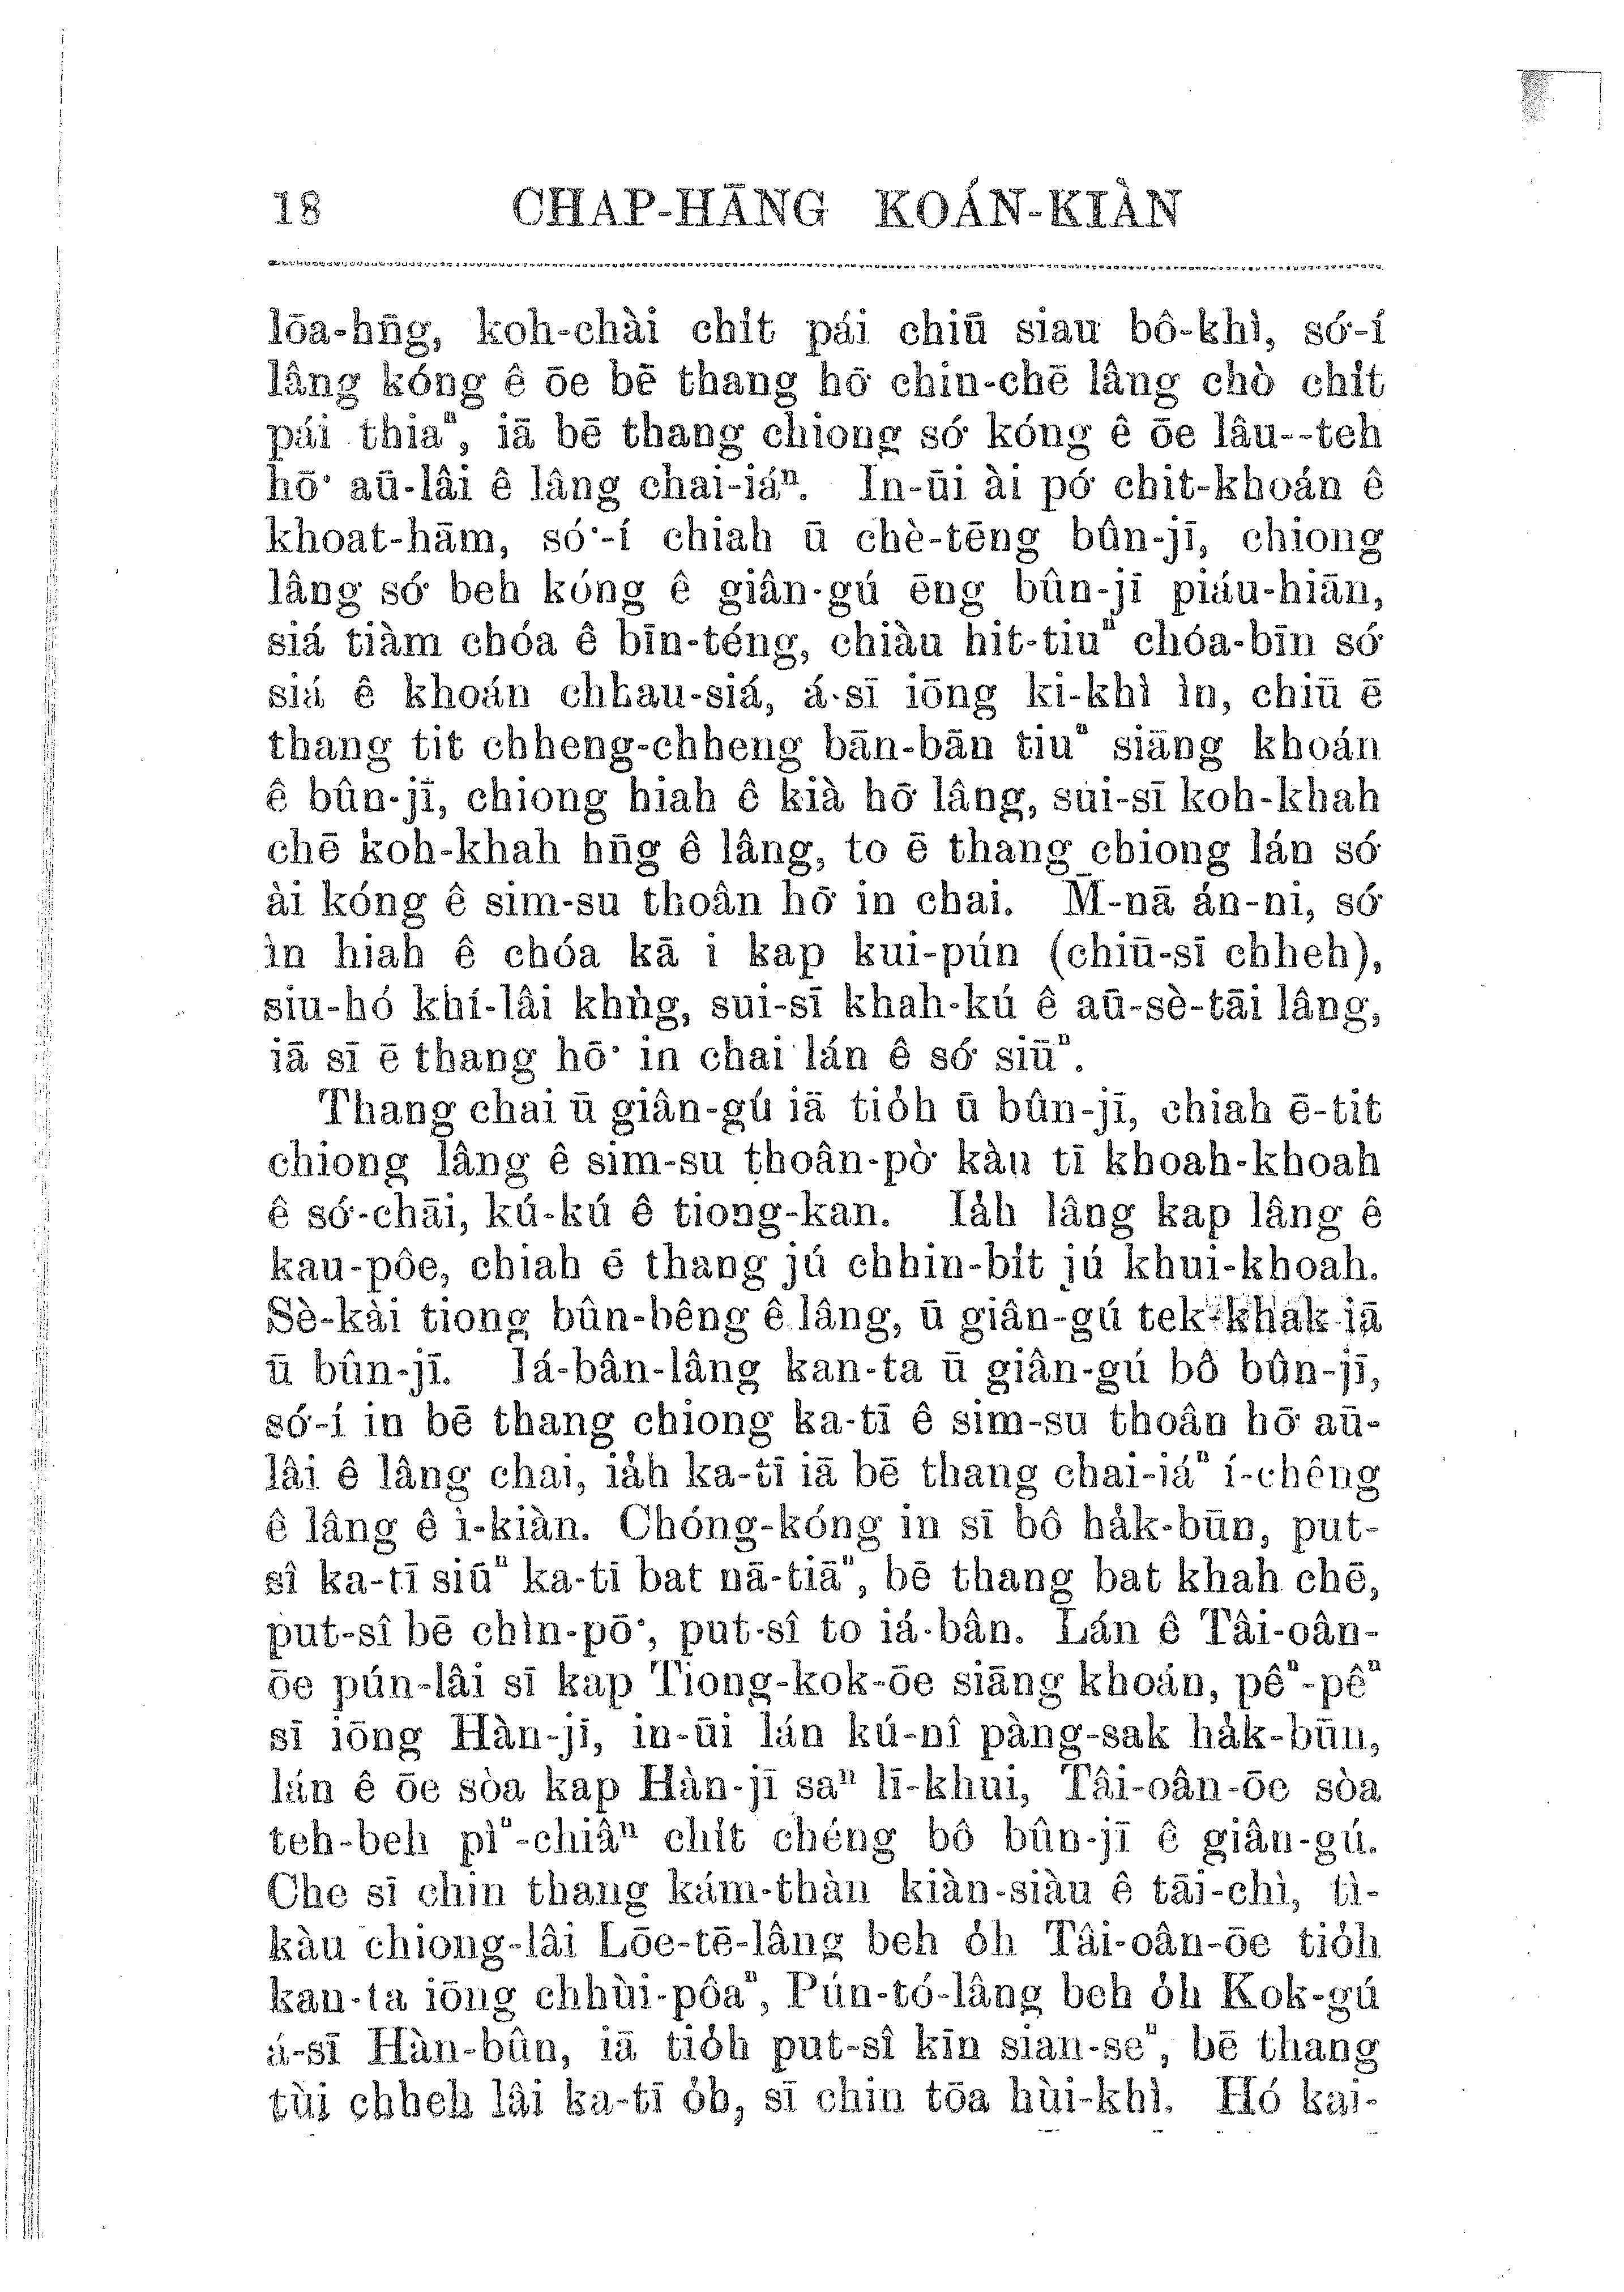 18 CHAP-HĀNG KOÁN-KIÀN
lōa-hn̄g, koh-chài chi̍t pái chiū siau bô-khì, só͘-í
lâng kóng ê ōe bē thang hō͘ chin-chē lâng chò chi̍t
pái thiaⁿ, iā bē thang chiong só͘ kóng ê ōe lâu--teh
hō͘ aū-lâi ê lâng chai-iáⁿ. In-ūi ài pó͘ chit-khoán ê
khoat-hām, só͘-í chiah ū chè-tēng bûn-jī, chiong
lâng só͘ beh kóng ê giân-gú ēng bûn-jī piáu-hiān,
siá tiàm chóa ê bīn-téng, chiàu hit-tiuⁿ chóa-bīn só͘
siá ê khoán chhau-siá, á-sī iōng ki-khì ìn, chiū ē
thang tit chheng-chheng bān-bān tiuⁿ siāng khoán
ê bûn-jī, chiong hiah ê kià hō͘ lâng, sui-sī koh-khah
chē koh-khah hn̄g ê lâng, to ē thang chiong lán só͘
ài kóng ê sim-su thoân hō͘ in chai. M̄-nā án-ni, só͘
ìn hiah ê chóa kā i kap kui-pún (chiū-sī chheh),
siu-hó khí-lâi khǹg, sui-sī khah-kú ê aū-sè-tāi lâng,
iā sī ē thang hō͘ in chai lán ê só͘ siūⁿ.
Thang chai ū giân-gú iā tio̍h ū bûn-jī, chiah ē-tit
chiong lâng ê sim-su thoân-pò͘ kàu tī khoah-khoah
ê só͘-chāi, kú-kú ê tiong-kan. Ia̍h lâng kap lâng ê
kau-pôe, chiah ē thang jú chhin-bi̍t jú khui-khoah.
Sè-kài tiong bûn-bêng ê lâng, ū giân-gú tek-khak iā
ū bûn-jī. Iá-bân-lâng kan-ta ū giân-gú bô bûn-jī,
só͘-í in bē thang chiong ka-tī ê sim-su thoân hō͘ aū-
lâi ê lâng chai, ia̍h ka-tī iā bē thang chai-iáⁿ í-chêng
ê lâng ê ì-kiàn. Chóng-kóng in sī bô ha̍k-būn, put-
sî ka-tī siūⁿ ka-tī bat nā-tiāⁿ, bē thang bat khah chē,
put-sî bē chìn-pō͘, put-sî to iá-bân. Lán ê Tâi-oân-
ōe pún-lâi sī kap Tiong-kok-ōe siāng khoán, pêⁿ-pêⁿ
sī iōng Hàn-jī, in-ūi lán kú-nî pàng-sak ha̍k-būn,
lán ê ōe sòa kap Hàn-jī saⁿ lī-khui, Tâi-oân-ōe sòa
teh-beh pìⁿ-chiâⁿ chi̍t chéng bô bûn-jī ê giân-gú.
Che sī chin thang kám-thàn kiàn-siàu ê tāi-chì, tì-
kàu chiong-lâi Lōe-tē-lâng beh o̍h Tâi-oân-ōe tio̍h
kan-ta iōng chhùi-pôaⁿ, Pún-tó-lâng beh o̍h Kok-gú
á-sī Hàn-bûn, iā tio̍h put-sî kīn sian-seⁿ, bē thang
tùi chheh lâi ka-tī o̍h, sī chin tōa hùi-khì. Hó kai-